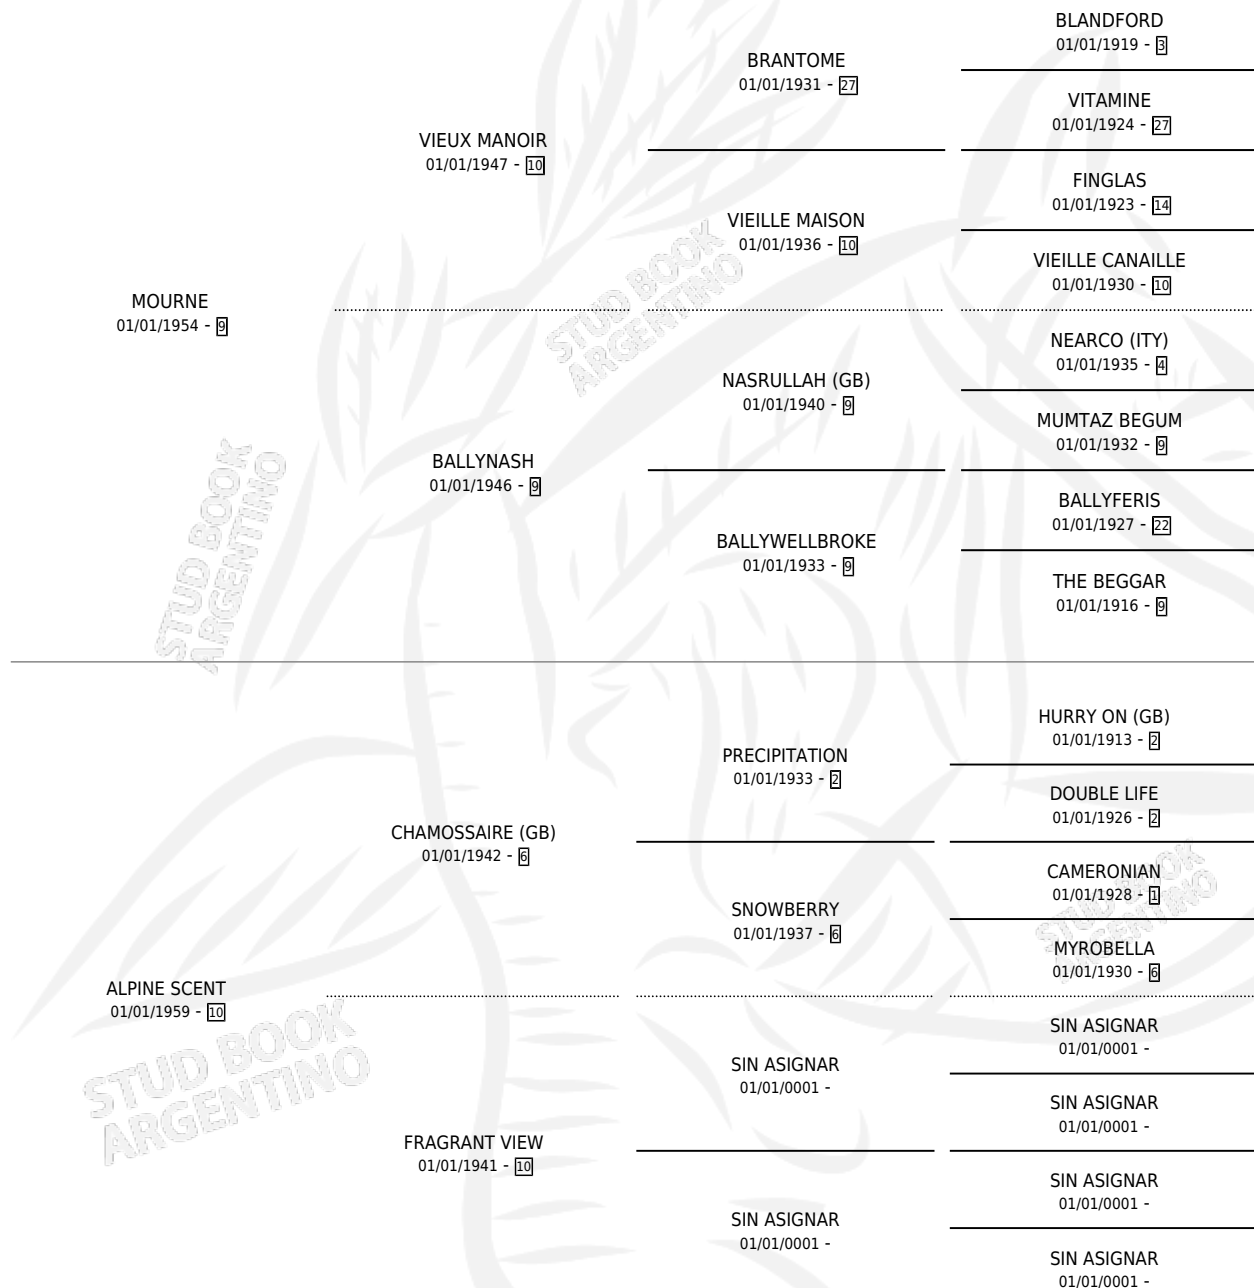 MOURNE
01/01/1954 - 9
VIEUX MANOIR
01/01/1947 - 10
BRANTOME
01/01/1931 - 27
BLANDFORD
01/01/1919 - 3
VITAMINE
01/01/1924 - 27
VIEILLE MAISON
01/01/1936 - 10
FINGLAS
01/01/1923 - 14
VIEILLE CANAILLE
01/01/1930 - 10
BALLYNASH
01/01/1946 - 9
NASRULLAH (GB)
01/01/1940 - 9
NEARCO (ITY)
01/01/1935 - 4
MUMTAZ BEGUM
01/01/1932 - 9
BALLYWELLBROKE
01/01/1933 - 9
BALLYFERIS
01/01/1927 - 22
THE BEGGAR
01/01/1916 - 9
ALPINE SCENT
01/01/1959 - 10
CHAMOSSAIRE (GB)
01/01/1942 - 6
PRECIPITATION
01/01/1933 - 2
HURRY ON (GB)
01/01/1913 - 2
DOUBLE LIFE
01/01/1926 - 2
SNOWBERRY
01/01/1937 - 6
CAMERONIAN
01/01/1928 - 1
MYROBELLA
01/01/1930 - 6
FRAGRANT VIEW
01/01/1941 - 10
SIN ASIGNAR
01/01/0001 -
SIN ASIGNAR
01/01/0001 -
SIN ASIGNAR
01/01/0001 -
SIN ASIGNAR
01/01/0001 -
SIN ASIGNAR
01/01/0001 -
SIN ASIGNAR
01/01/0001 -
STUD BOOK
ARGENTINO
STUD BOOK
ARGENTINO
STUD BOOK
ARGENTINO
STUD BOOK
ARGENTINO